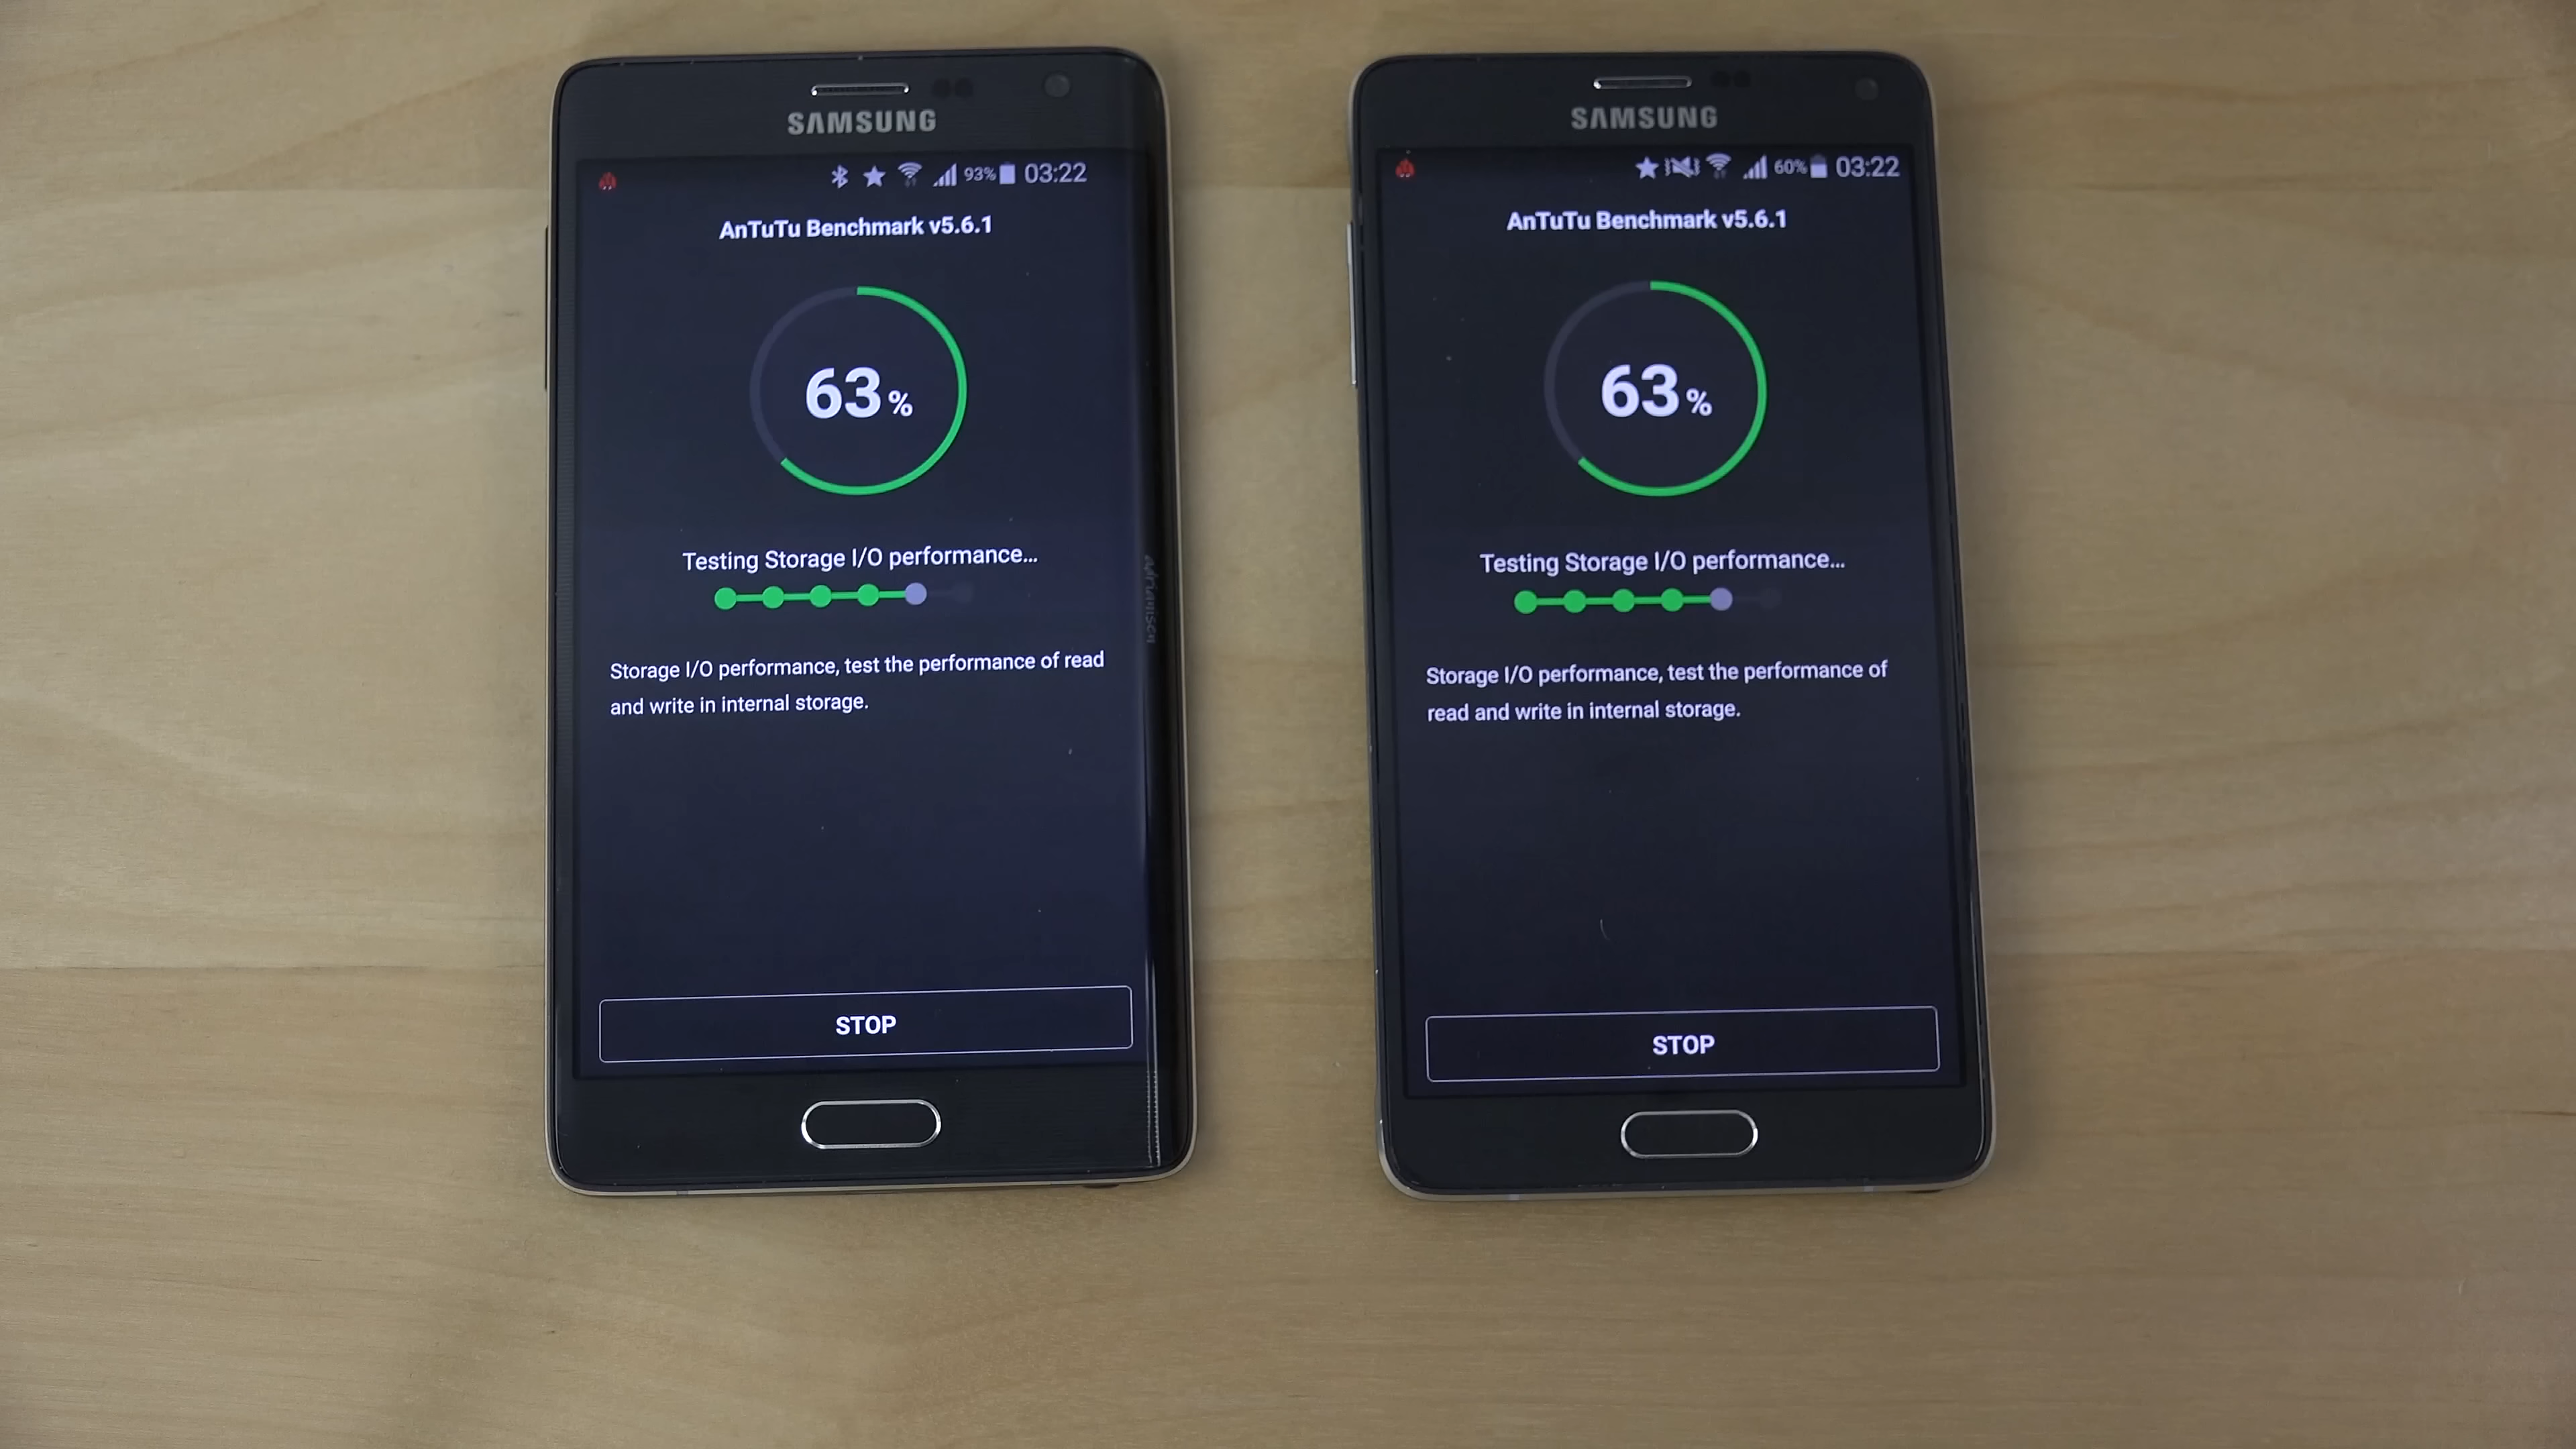 SAMSUNG
93% 03:22
AnTuTu Benchmark v5.6.1
63%
Testing Storage I/O performance...
Storage I/O performance, test the performance of read
and write in internal storage.
STOP
SAMSUNG
60% 03:22
AnTuTu Benchmark v5.6.1
63%
Testing Storage I/O performance...
Storage I/O performance, test the performance of
read and write in internal storage.
STOP